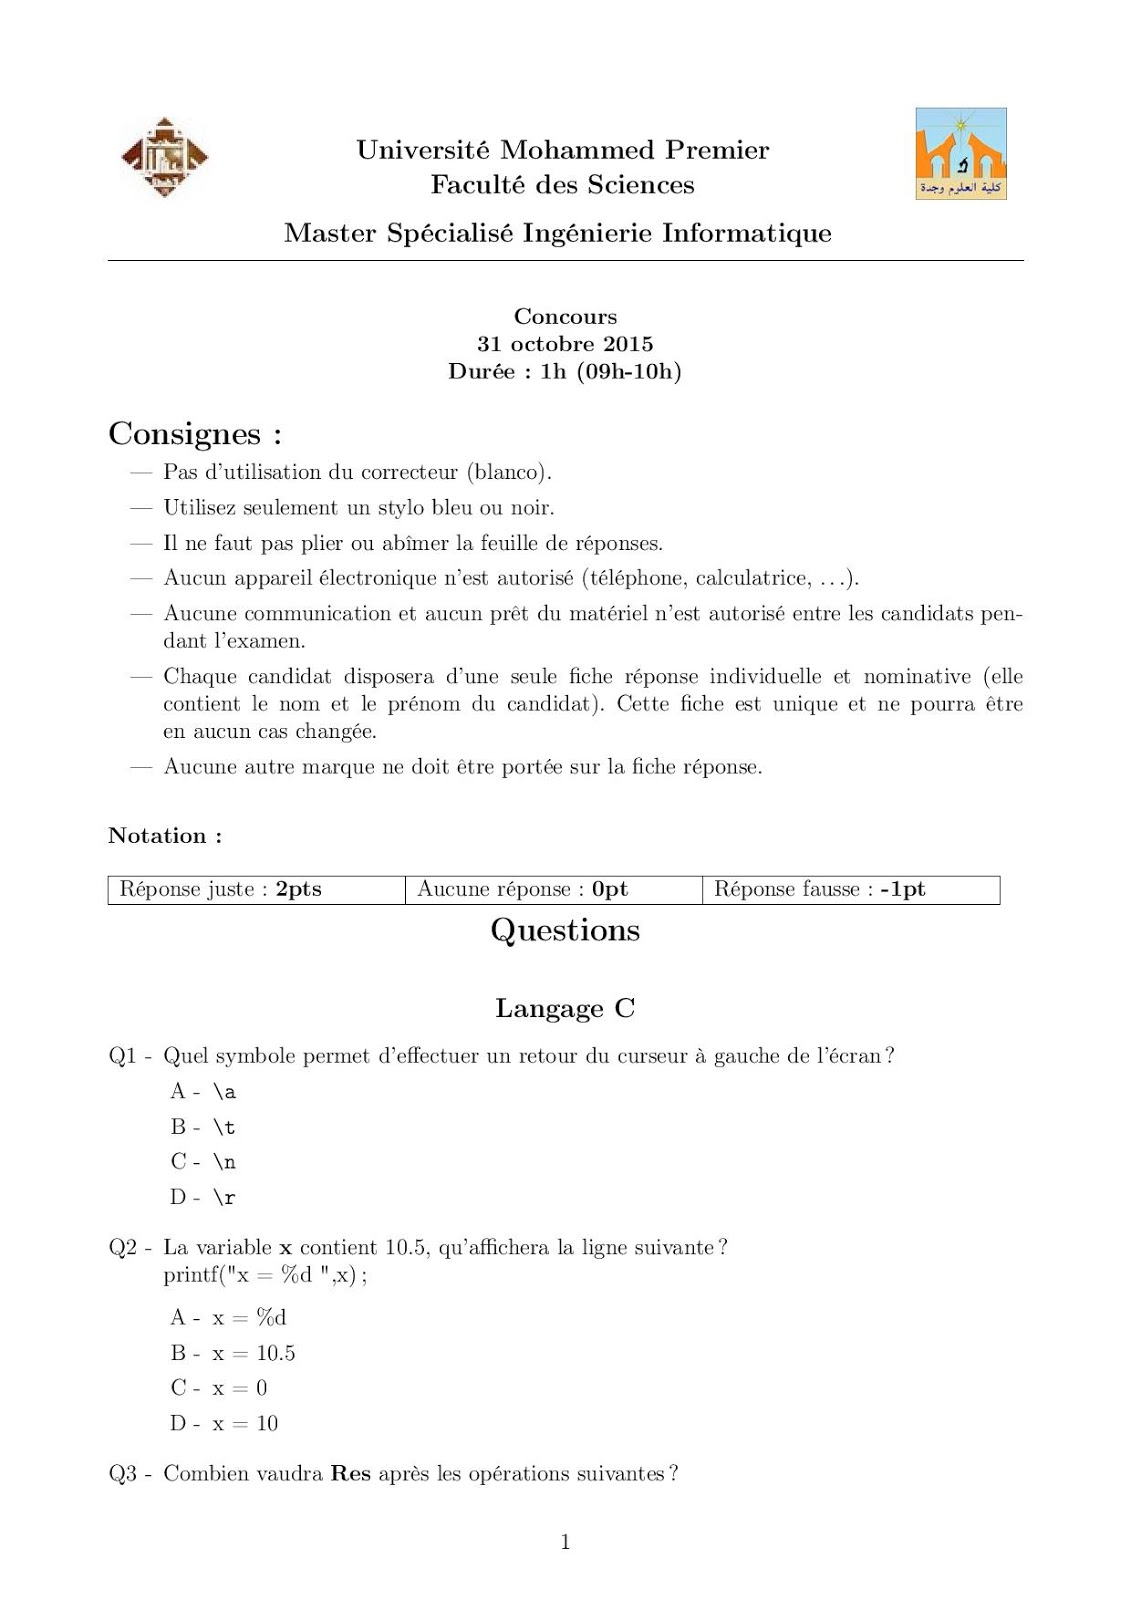 Université Mohammed Premier
Faculté des Sciences
Master Spécialisé Ingénierie Informatique
كلية العلوم وجدة
Concours
31 octobre 2015
Durée : 1h (09h-10h)
Consignes :
— Pas d'utilisation du correcteur (blanco).
— Utilisez seulement un stylo bleu ou noir.
— Il ne faut pas plier ou abîmer la feuille de réponses.
— Aucun appareil électronique n'est autorisé (téléphone, calculatrice, ...).
— Aucune communication et aucun prêt du matériel n'est autorisé entre les candidats pen-
dant l'examen.
— Chaque candidat disposera d'une seule fiche réponse individuelle et nominative (elle
contient le nom et le prénom du candidat). Cette fiche est unique et ne pourra être
en aucun cas changée.
— Aucune autre marque ne doit être portée sur la fiche réponse.
Notation :
Réponse juste : 2pts Aucune réponse : 0pt Réponse fausse : -1pt
Questions
Langage C
Q1 - Quel symbole permet d'effectuer un retour du curseur à gauche de l'écran ?
A - \a
B - \t
C - \n
D - \r
Q2 - La variable x contient 10.5, qu'affichera la ligne suivante ?
printf("x = %d ",x) ;
A - x = %d
B - x = 10.5
C - x = 0
D - x = 10
Q3 - Combien vaudra Res après les opérations suivantes ?
1